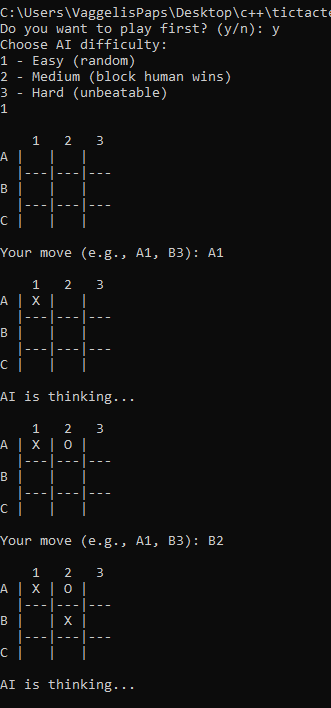 C:\Users\VaggelisPaps\Desktop\c++\tictacte
Do you want to play first? (y/n): y
Choose AI difficulty:
1 - Easy (random)
2 - Medium (block human wins)
3 - Hard (unbeatable)
1
    1   2   3
A |   |   |
  |---|---|---
B |   |   |
  |---|---|---
C |   |   |
Your move (e.g., A1, B3): A1
    1   2   3
A | X |   |
  |---|---|---
B |   |   |
  |---|---|---
C |   |   |
AI is thinking...
    1   2   3
A | X | O |
  |---|---|---
B |   |   |
  |---|---|---
C |   |   |
Your move (e.g., A1, B3): B2
    1   2   3
A | X | O |
  |---|---|---
B |   | X |
  |---|---|---
C |   |   |
AI is thinking...